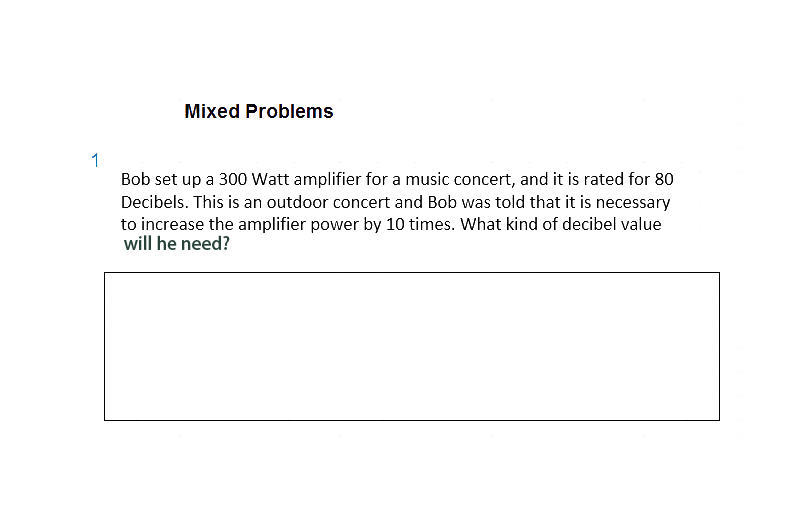 Mixed Problems
1
Bob set up a 300 Watt amplifier for a music concert, and it is rated for 80
Decibels. This is an outdoor concert and Bob was told that it is necessary
to increase the amplifier power by 10 times. What kind of decibel value
will he need?